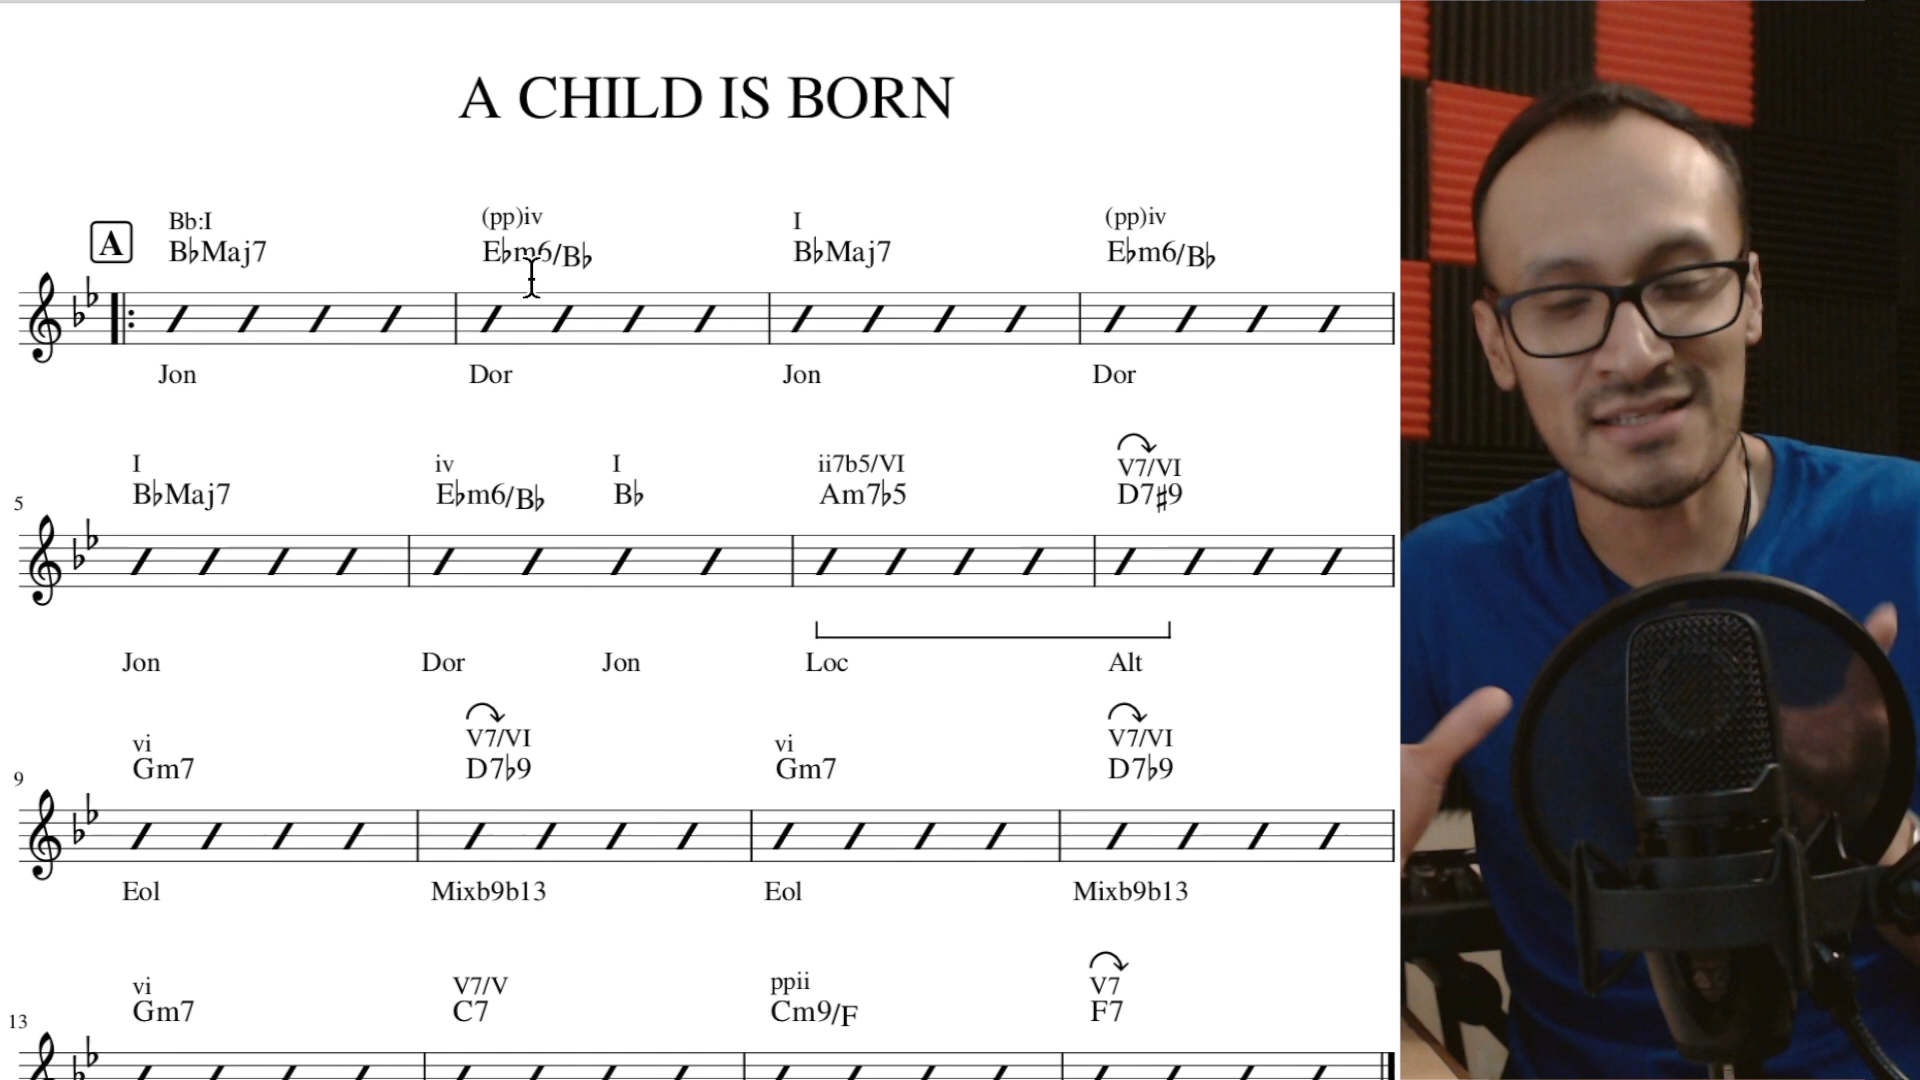 A CHILD IS BORN
Bb:I (pp)iv I (pp)iv
A B♭Maj7 E♭m6/B♭ B♭Maj7 E♭m6/B♭
Jon Dor Jon Dor
I iv I ii7b5/VI V7/VI
5 B♭Maj7 E♭m6/B♭ B♭ Am7♭5 D7♯9
Jon Dor Jon Loc Alt
vi V7/VI vi V7/VI
9 Gm7 D7♭9 Gm7 D7♭9
Eol Mixb9b13 Eol Mixb9b13
vi V7/V ppii V7
13 Gm7 C7 Cm9/F F7